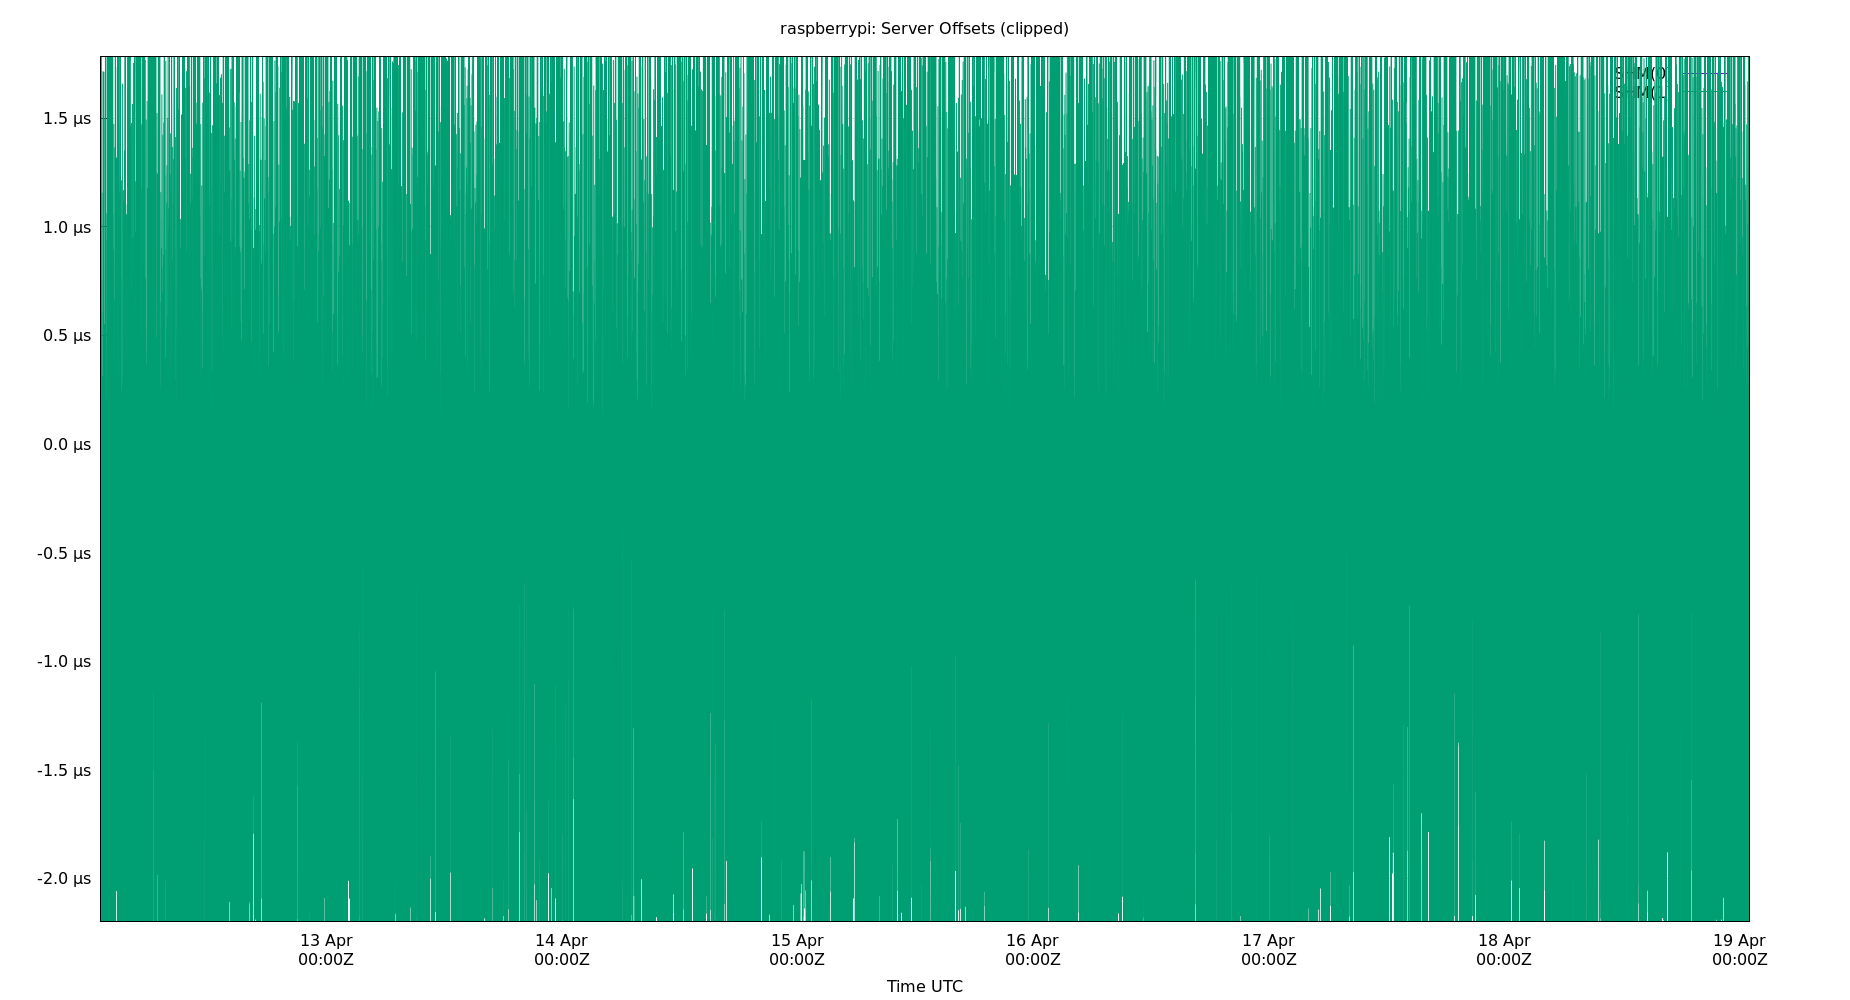 raspberrypi: Server Offsets (clipped)
1.5 µs
1.0 µs
0.5 µs
0.0 µs
-0.5 µs
-1.0 µs
-1.5 µs
-2.0 µs
13 Apr 14 Apr 15 Apr 16 Apr 17 Apr 18 Apr 19 Apr
00:00Z 00:00Z 00:00Z 00:00Z 00:00Z 00:00Z 00:00Z
Time UTC